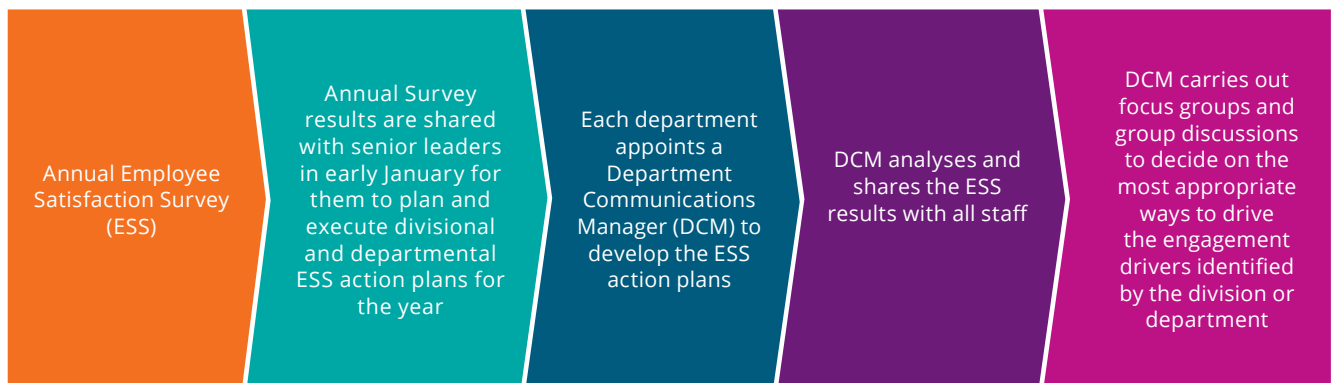 Annual Employee
Satisfaction Survey
(ESS)
Annual Survey
results are shared
with senior leaders
in early January for
them to plan and
execute divisional
and departmental
ESS action plans for
the year
Each department
appoints a
Department
Communications
Manager (DCM) to
develop the ESS
action plans
DCM analyses and
shares the ESS
results with all staff
DCM carries out
focus groups and
group discussions
to decide on the
most appropriate
ways to drive
the engagement
drivers identified
by the division or
department